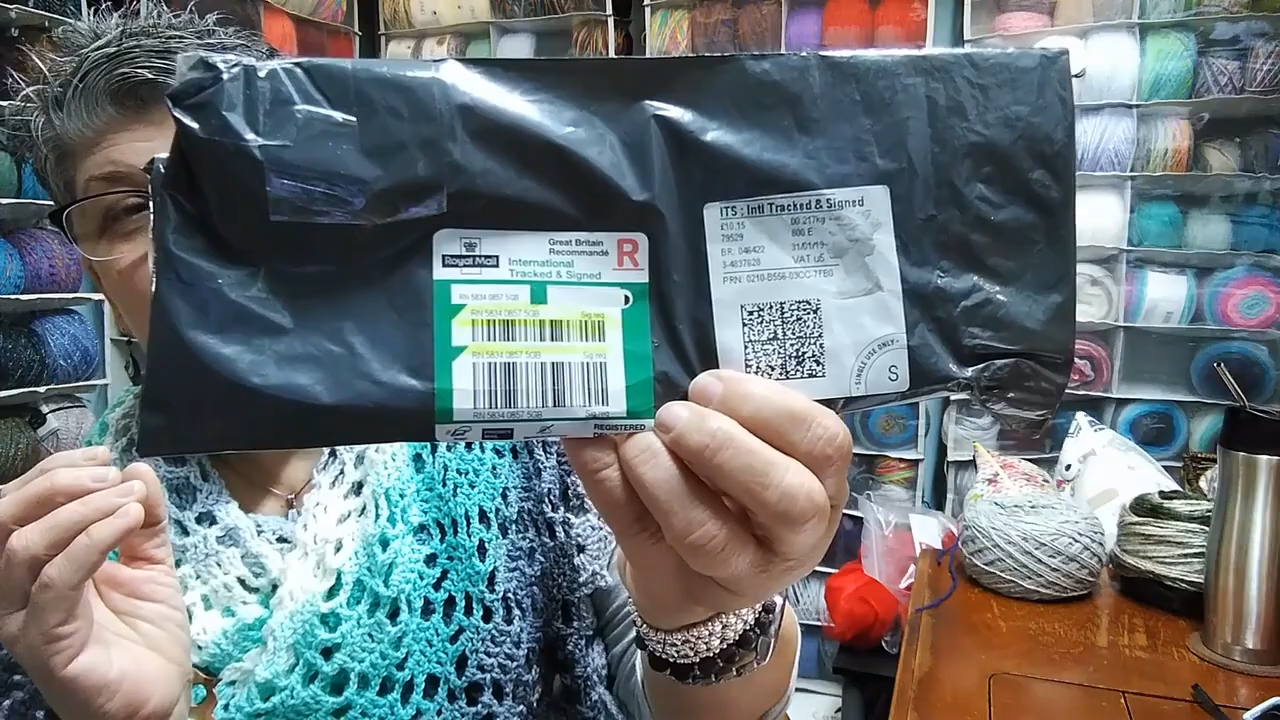 Royal Mail
Great Britain
Recommandé
R
International
Tracked & Signed
RN 5834 0857 5GB
RN 5834 0857 5GB Sig req.
RN 5834 0857 5GB Sig req.
RN 5834 0857 5GB Sig req.
REGISTERED
ITS : Intl Tracked & Signed
£10.15 00.217kg
79529 800 E
BR: 046422 31/01/19
3-4837628 VAT
PRN: 0210-B556-03CC-7FE0
SINGLE USE ONLY
S